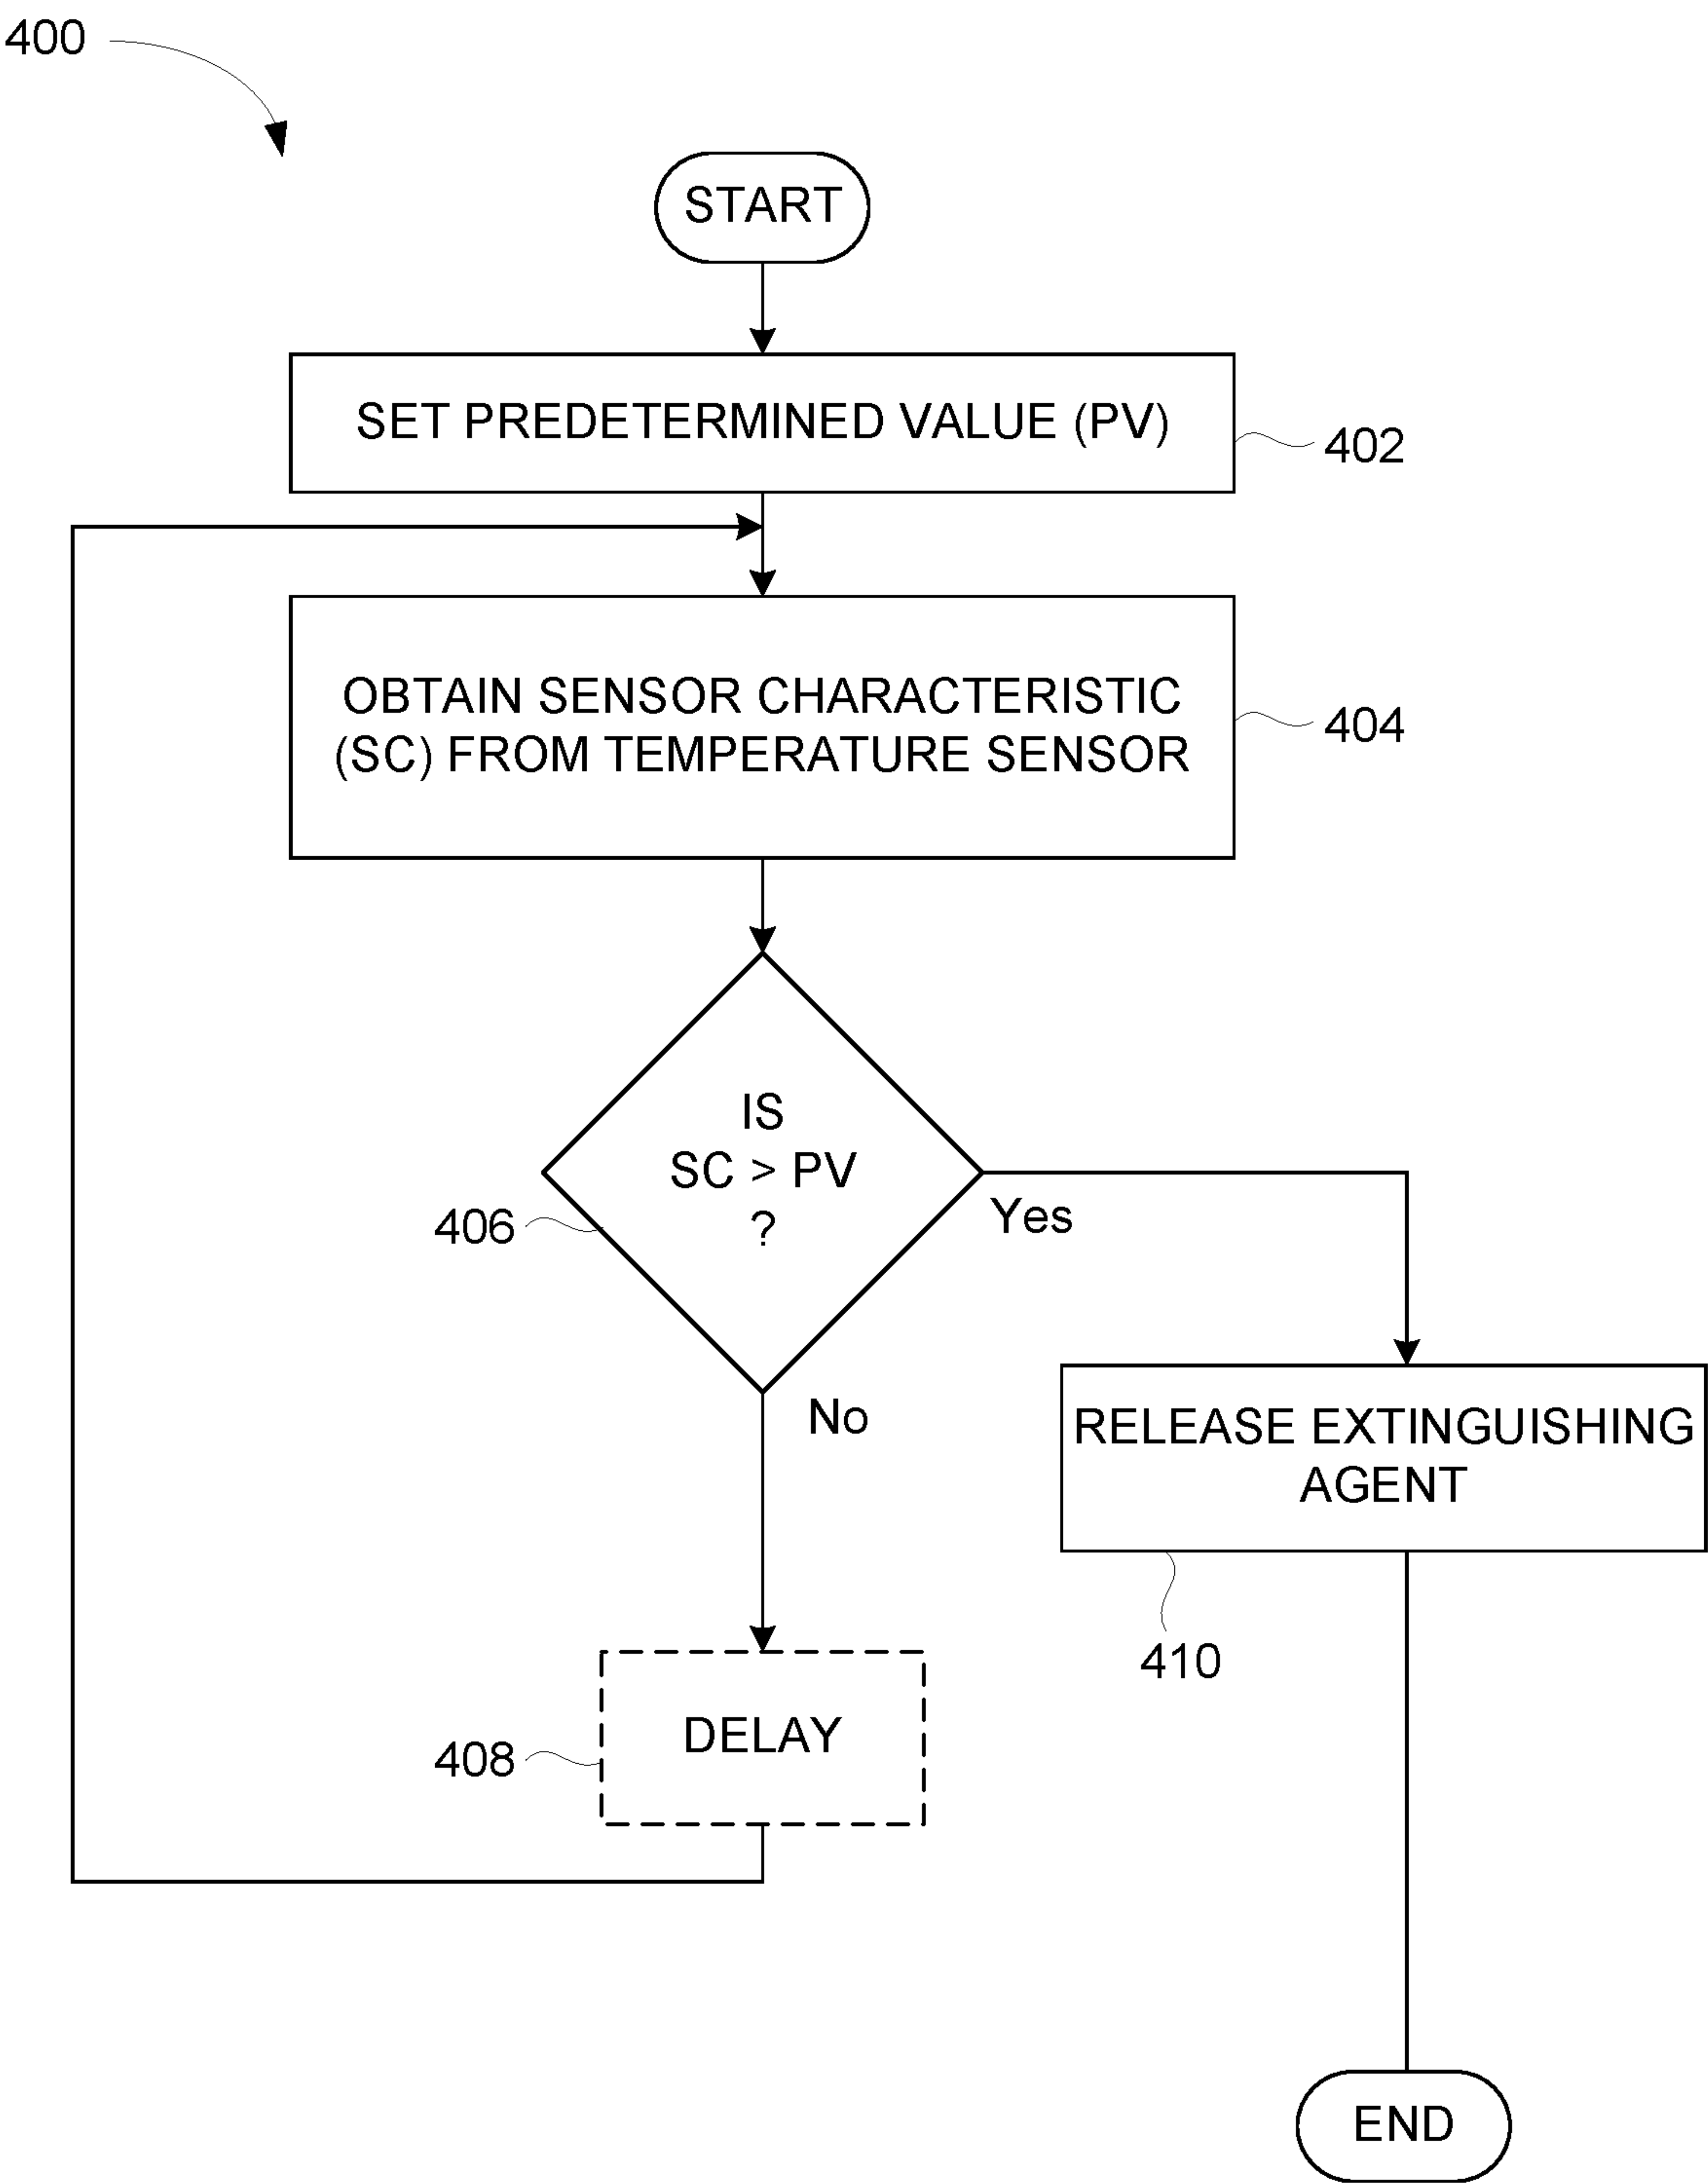 400
START
SET PREDETERMINED VALUE (PV)
402
OBTAIN SENSOR CHARACTERISTIC
(SC) FROM TEMPERATURE SENSOR
404
IS
SC > PV
?
406
Yes
No
RELEASE EXTINGUISHING
AGENT
410
DELAY
408
END